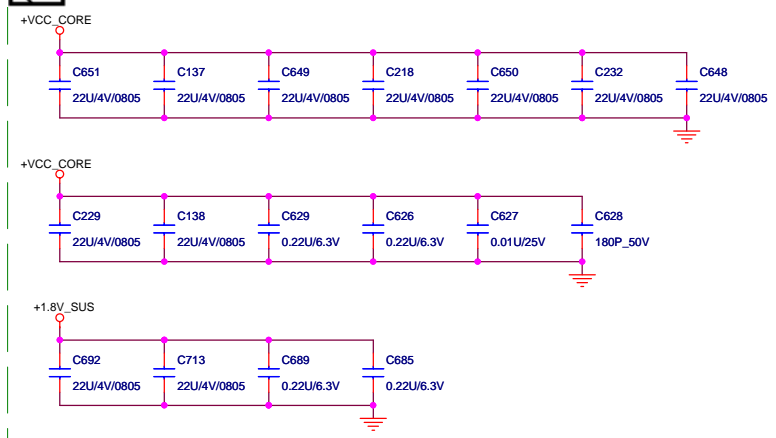 +VCC_CORE
C651 C137 C649 C218 C650 C232 C648
22U/4V/0805 22U/4V/0805 22U/4V/0805 22U/4V/0805 22U/4V/0805 22U/4V/0805 22U/4V/0805
+VCC_CORE
C229 C138 C629 C626 C627 C628
22U/4V/0805 22U/4V/0805 0.22U/6.3V 0.22U/6.3V 0.01U/25V 180P_50V
+1.8V_SUS
C692 C713 C689 C685
22U/4V/0805 22U/4V/0805 0.22U/6.3V 0.22U/6.3V